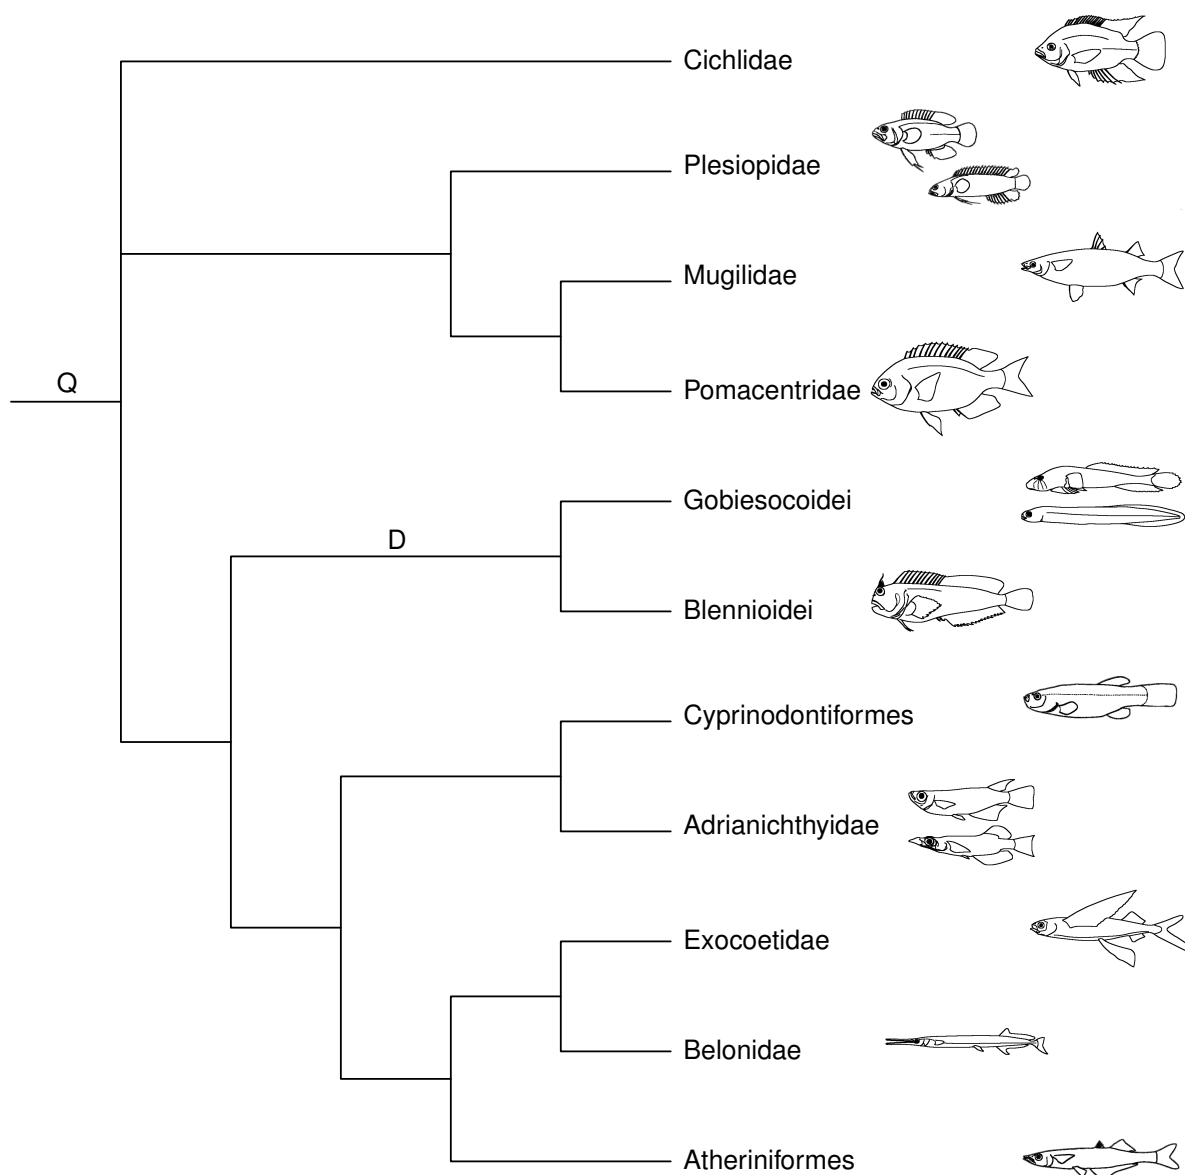 Cichlidae
Plesiopidae
Mugilidae
Q
Pomacentridae
Gobiesocoidei
D
Blennioidei
Cyprinodontiformes
Adrianichthyidae
Exocoetidae
Belonidae
Atheriniformes